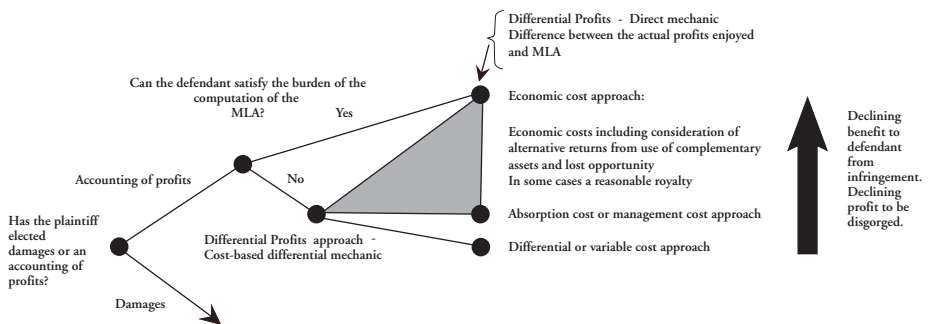 Differential Profits - Direct mechanic
Difference between the actual profits enjoyed
and MLA
Can the defendant satisfy the burden of the
computation of the
MLA?
Yes
Economic cost approach:
Economic costs including consideration of
alternative returns from use of complementary
assets and lost opportunity
In some cases a reasonable royalty
Declining
benefit to
defendant
from
infringement.
Declining
profit to be
disgorged.
Accounting of profits
No
Absorption cost or management cost approach
Has the plaintiff
elected
damages or an
accounting of
profits?
Differential Profits approach -
Cost-based differential mechanic
Differential or variable cost approach
Damages